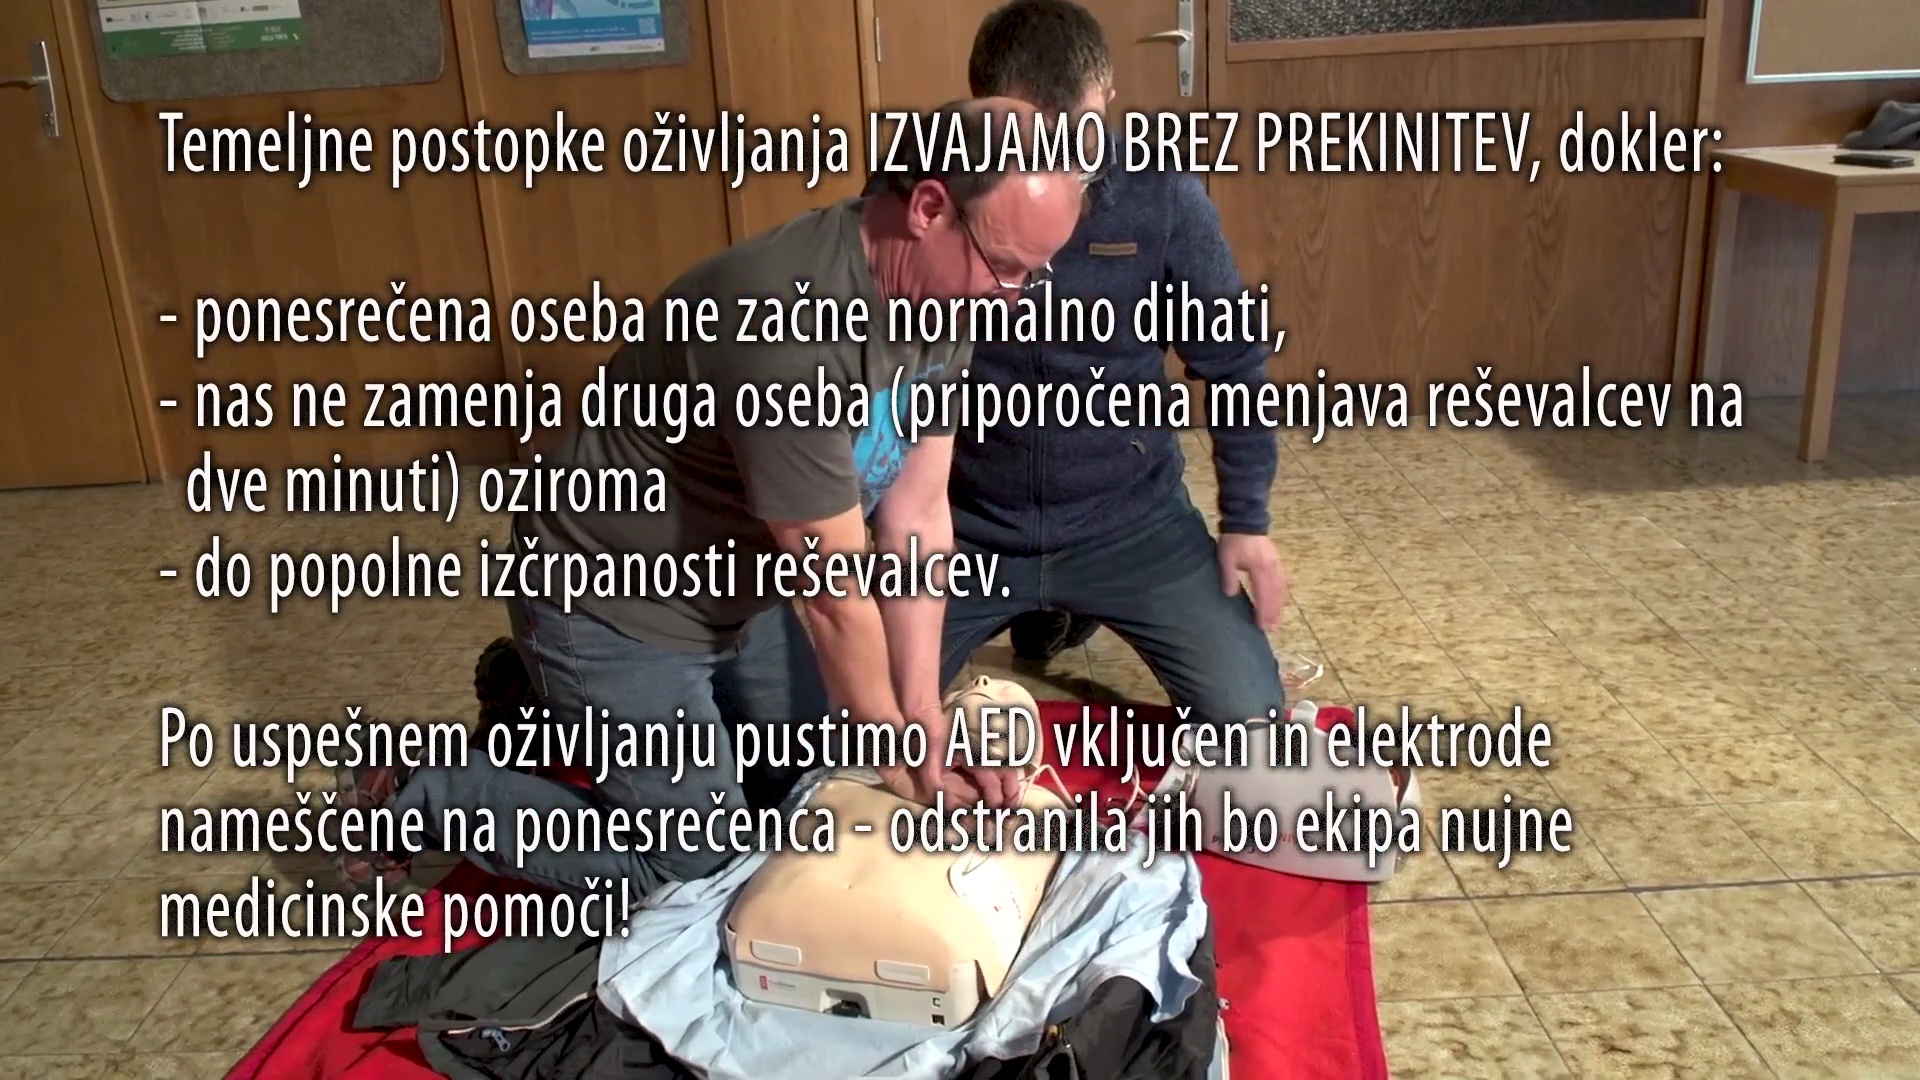 Temeljne postopke oživljanja IZVAJAMO BREZ PREKINITEV, dokler:
- ponesrečena oseba ne začne normalno dihati,
- nas ne zamenja druga oseba (priporočena menjava reševalcev na
dve minuti) oziroma
- do popolne izčrpanosti reševalcev.
Po uspešnem oživljanju pustimo AED vključen in elektrode
nameščene na ponesrečenca - odstranila jih bo ekipa nujne
medicinske pomoči!